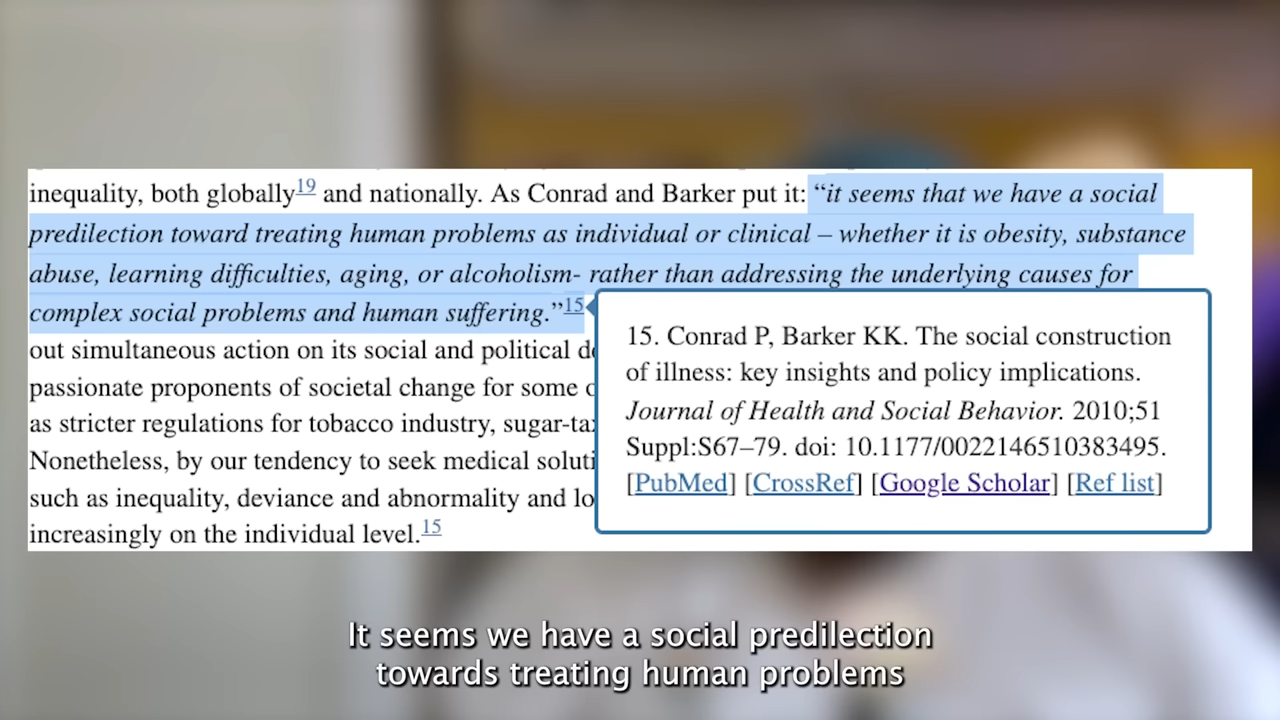 inequality, both globally19 and nationally. As Conrad and Barker put it: “it seems that we have a social
predilection toward treating human problems as individual or clinical – whether it is obesity, substance
abuse, learning difficulties, aging, or alcoholism- rather than addressing the underlying causes for
complex social problems and human suffering.”15
out simultaneous action on its social and political
passionate proponents of societal change for some
as stricter regulations for tobacco industry,
Nonetheless, by our tendency to seek medical
such as inequality, deviance and abnormality and
increasingly on the individual level.15
15. Conrad P, Barker KK. The social construction
of illness: key insights and policy implications.
Journal of Health and Social Behavior. 2010;51
Suppl:S67–79. doi: 10.1177/0022146510383495.
[PubMed] [CrossRef] [Google Scholar] [Ref list]
It seems we have a social predilection
towards treating human problems